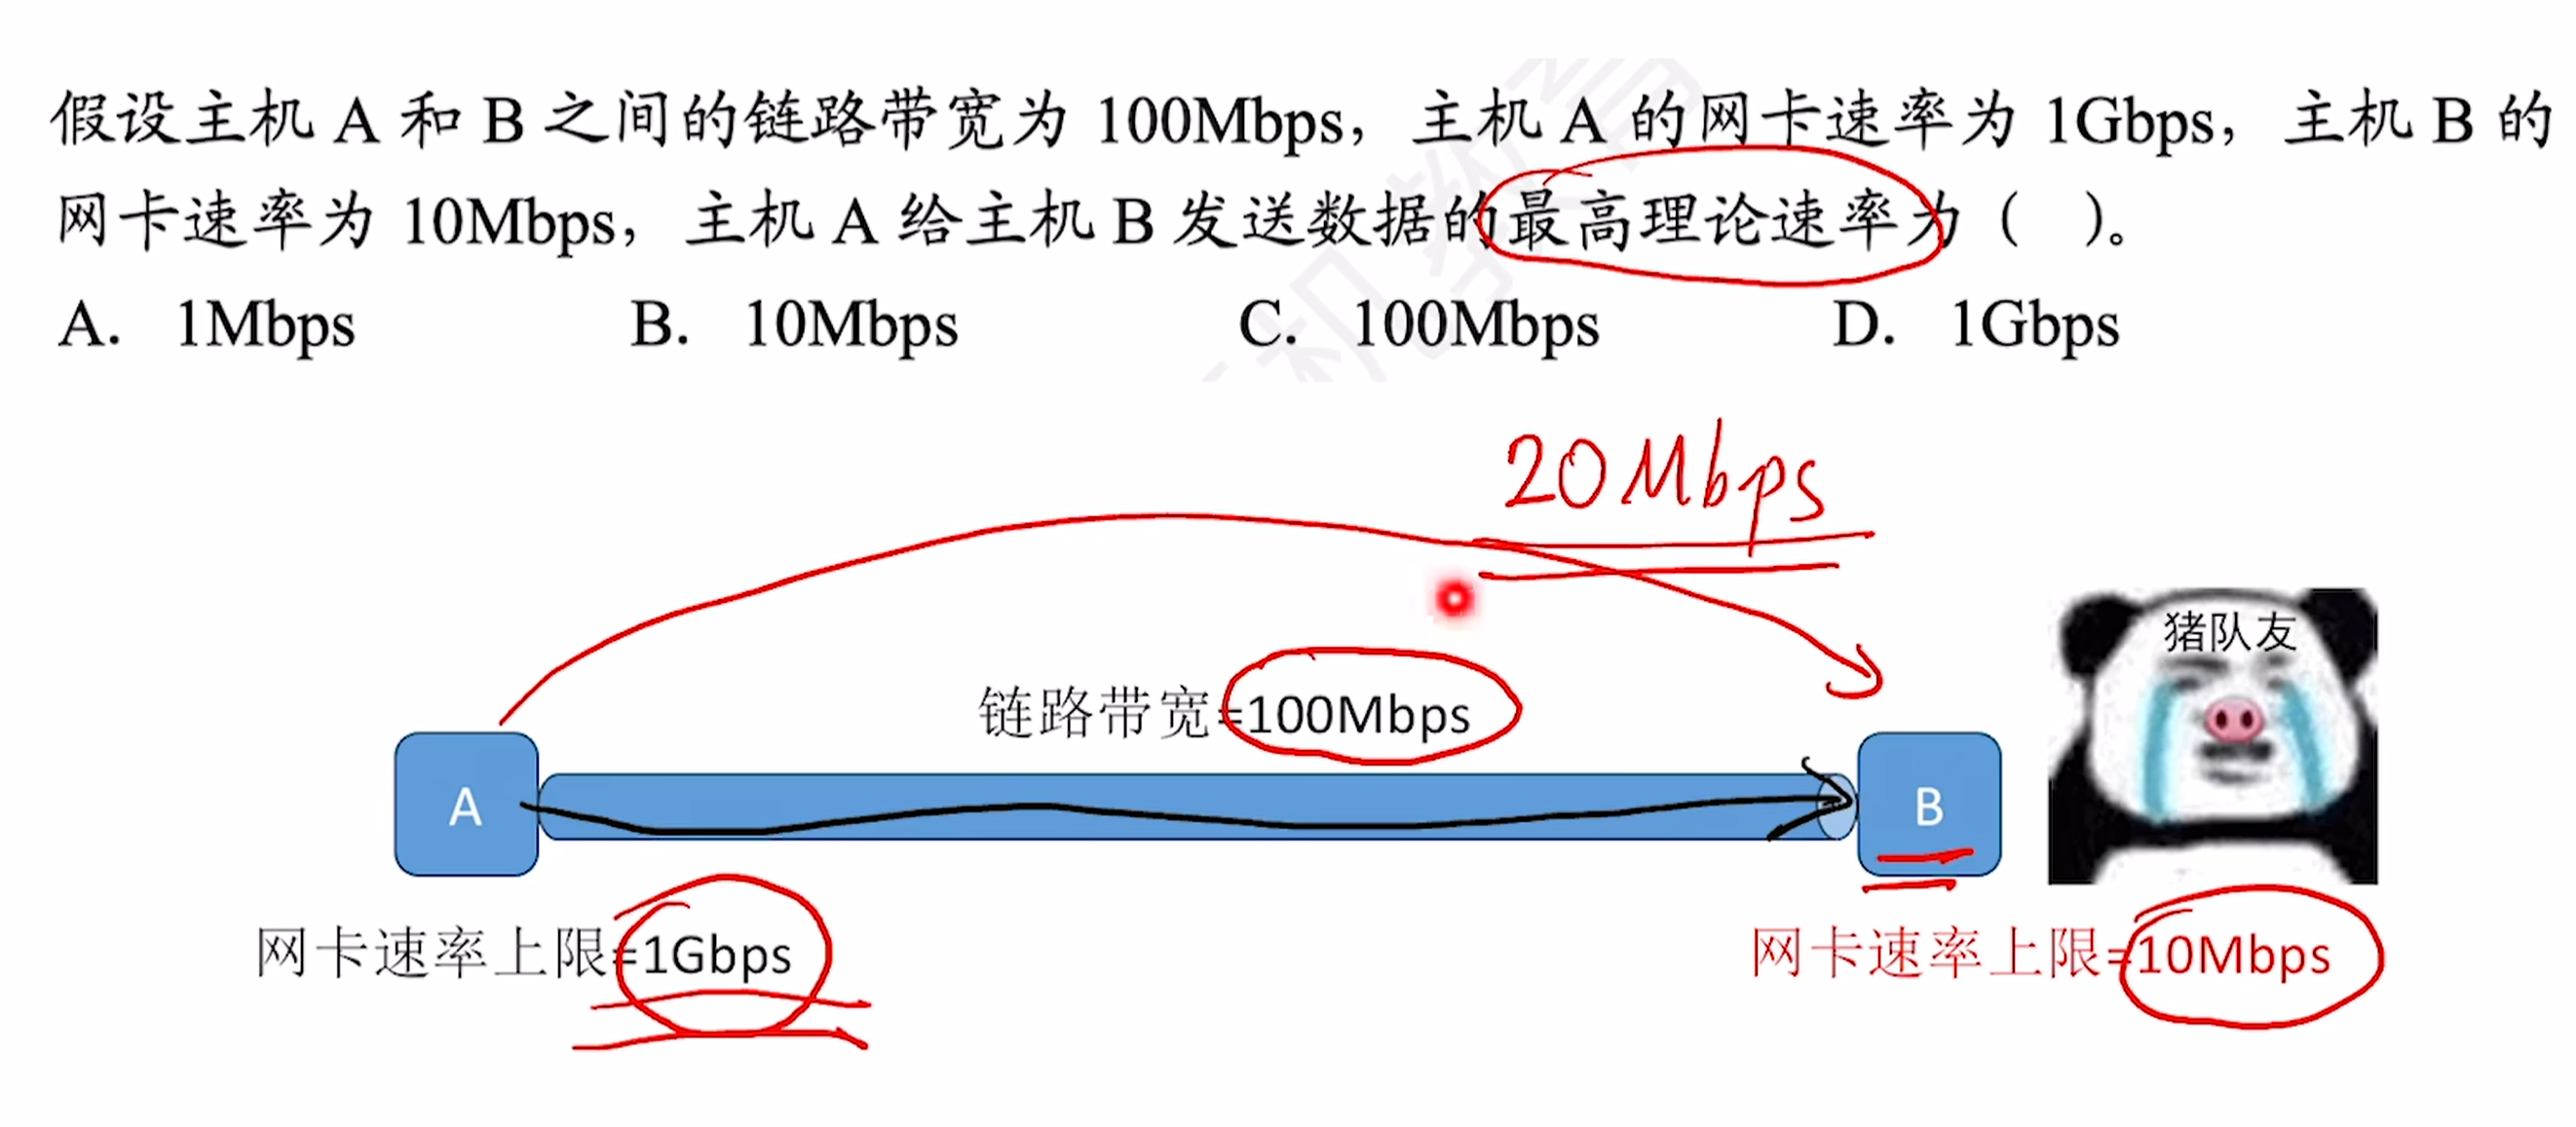 假设主机 A 和 B 之间的链路带宽为 100Mbps，主机 A 的网卡速率为 1Gbps，主机 B 的
网卡速率为 10Mbps，主机 A 给主机 B 发送数据的最高理论速率为（ ）。
A. 1Mbps B. 10Mbps C. 100Mbps D. 1Gbps
20Mbps
猪队友
链路带宽=100Mbps
A
B
网卡速率上限=1Gbps
网卡速率上限=10Mbps